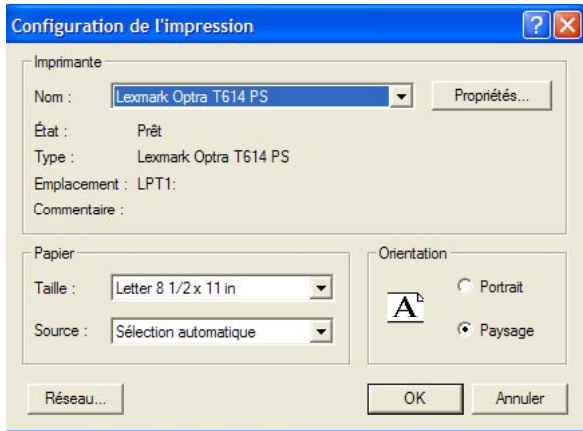 Configuration de l'impression
Imprimante
Nom : Lexmark Optra T614 PS Propriétés...
État : Prêt
Type : Lexmark Optra T614 PS
Emplacement : LPT1:
Commentaire :
Papier
Taille : Letter 8 1/2 x 11 in
Source : Sélection automatique
Orientation
A
Portrait
Paysage
Réseau... OK Annuler